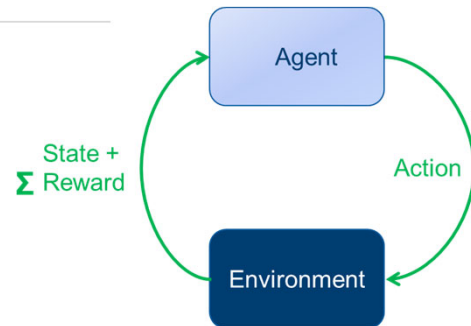 Agent
State +
Σ Reward
Action
Environment